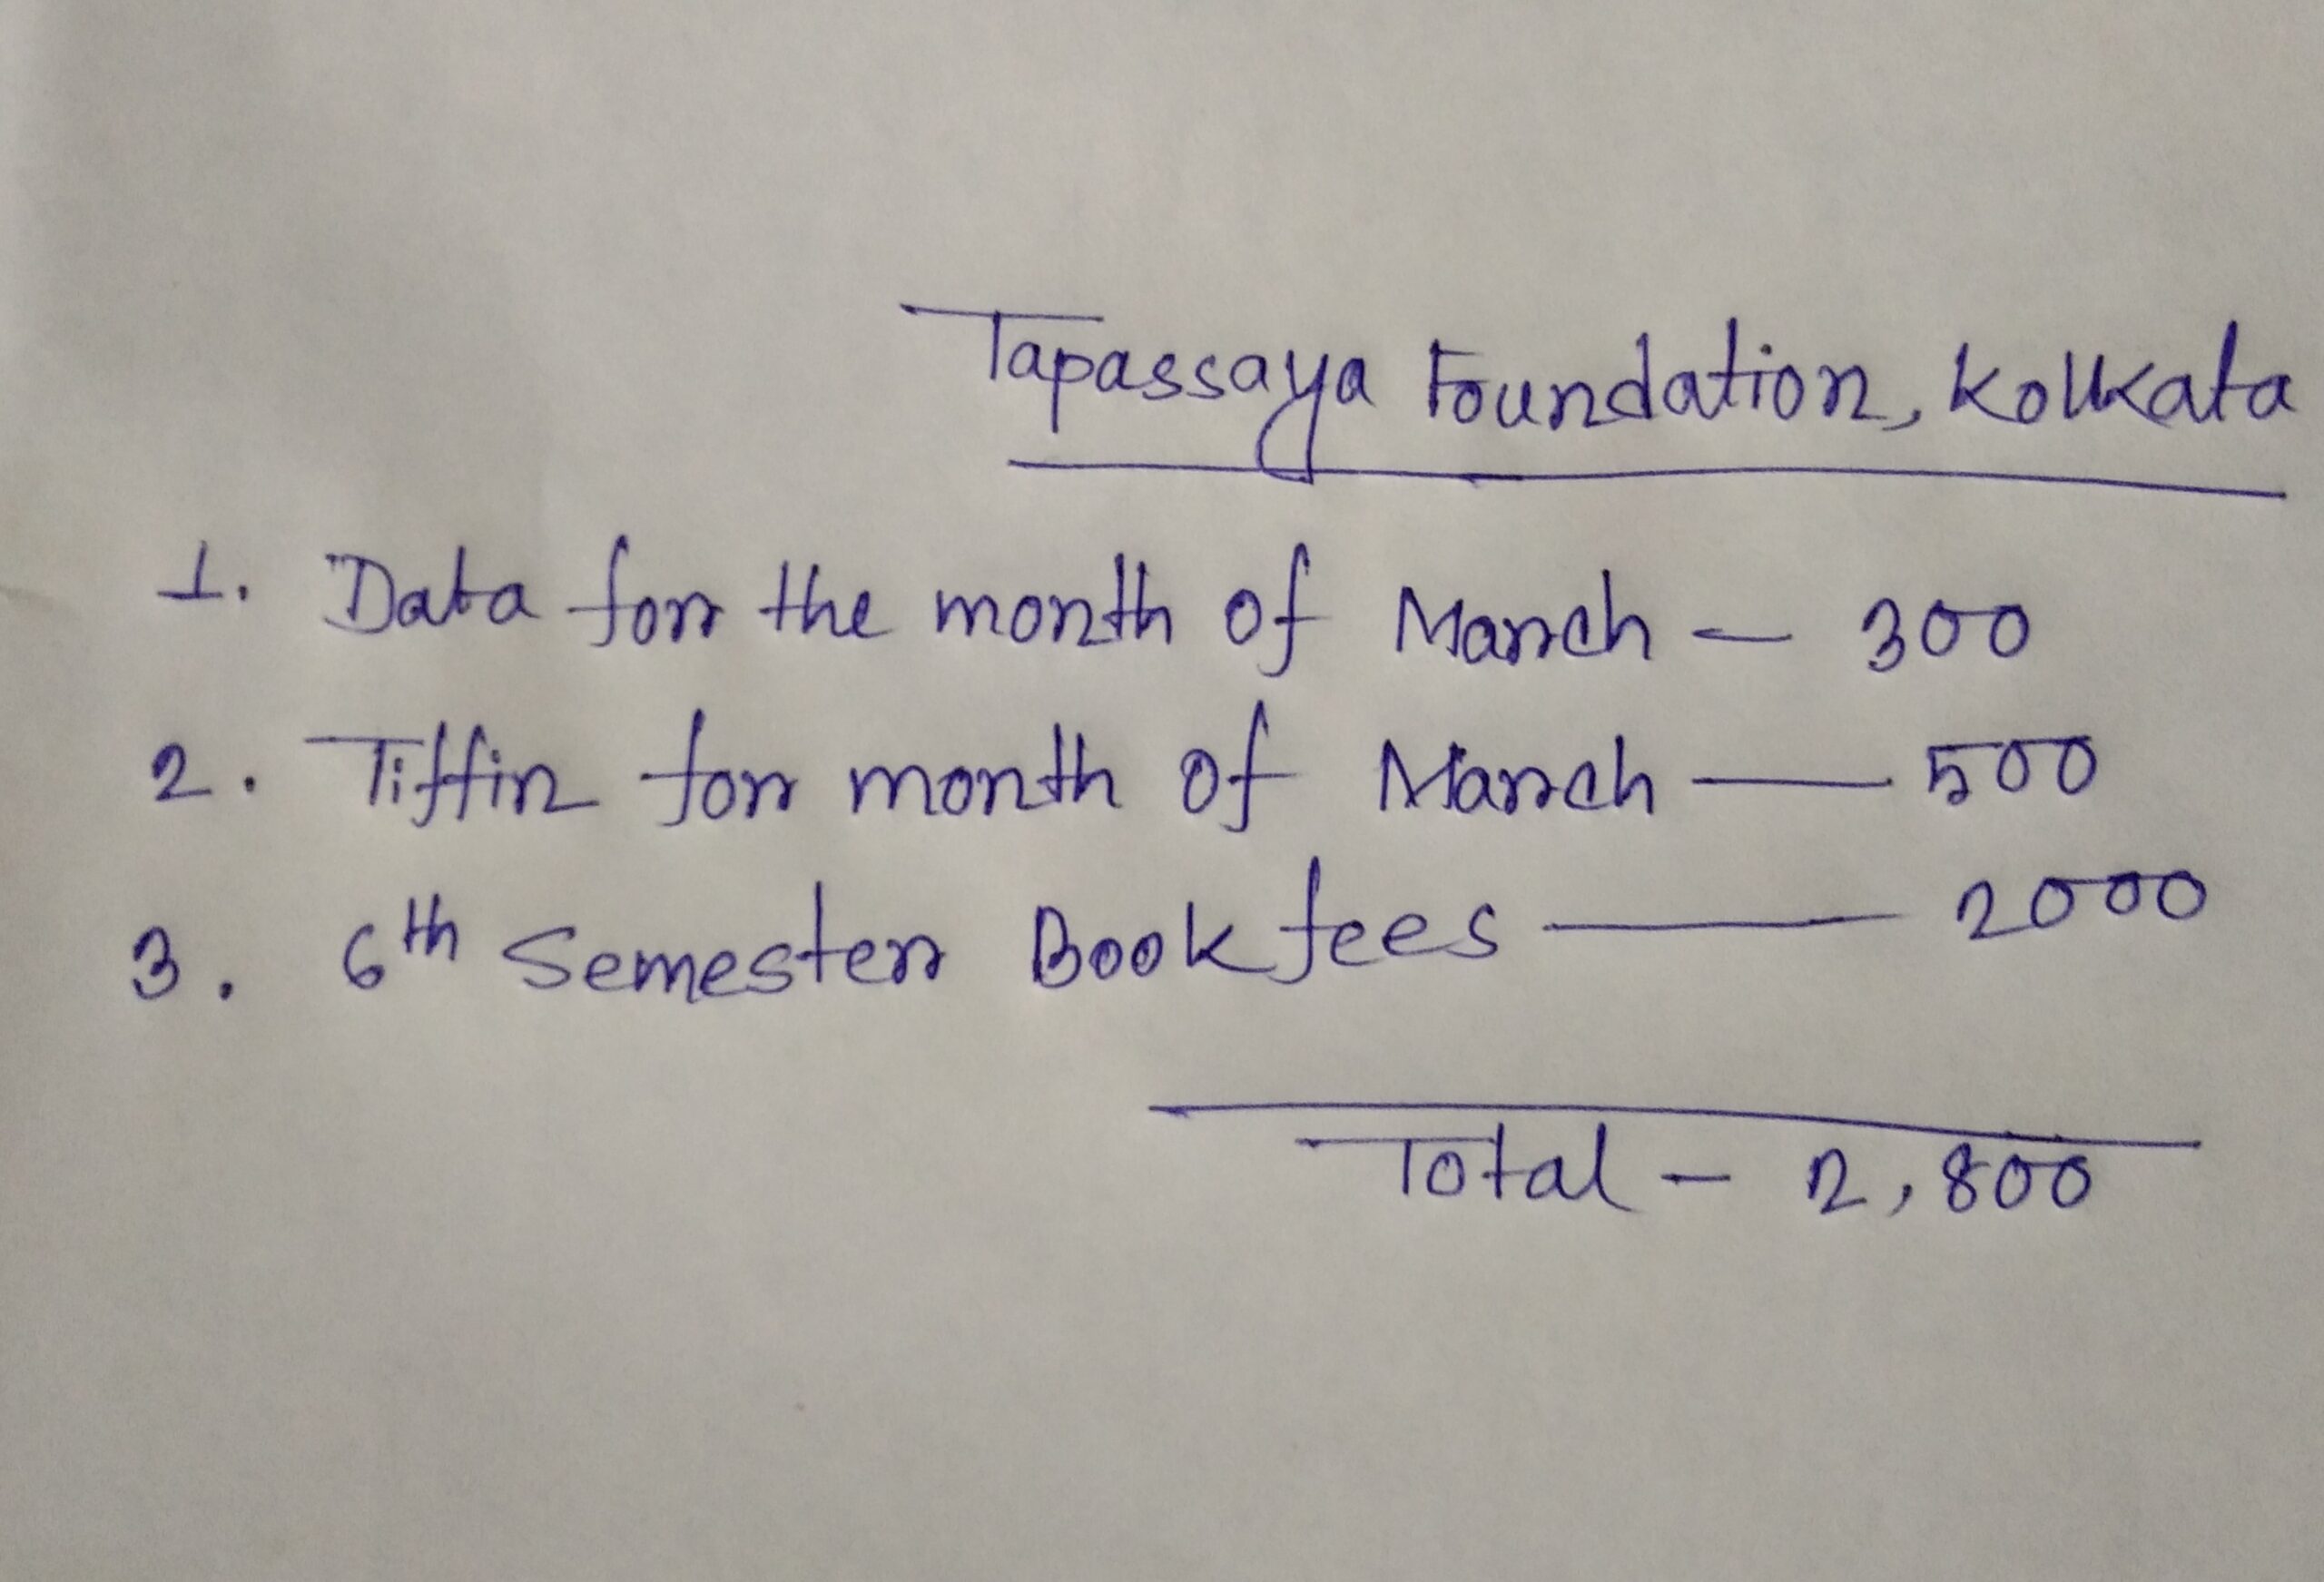 Tapassaya Foundation, Kolkata
1. Data for the month of March — 300
2. Tiffin for month of March — 500
3. 6th Semester Book fees — 2000
Total — 2,800